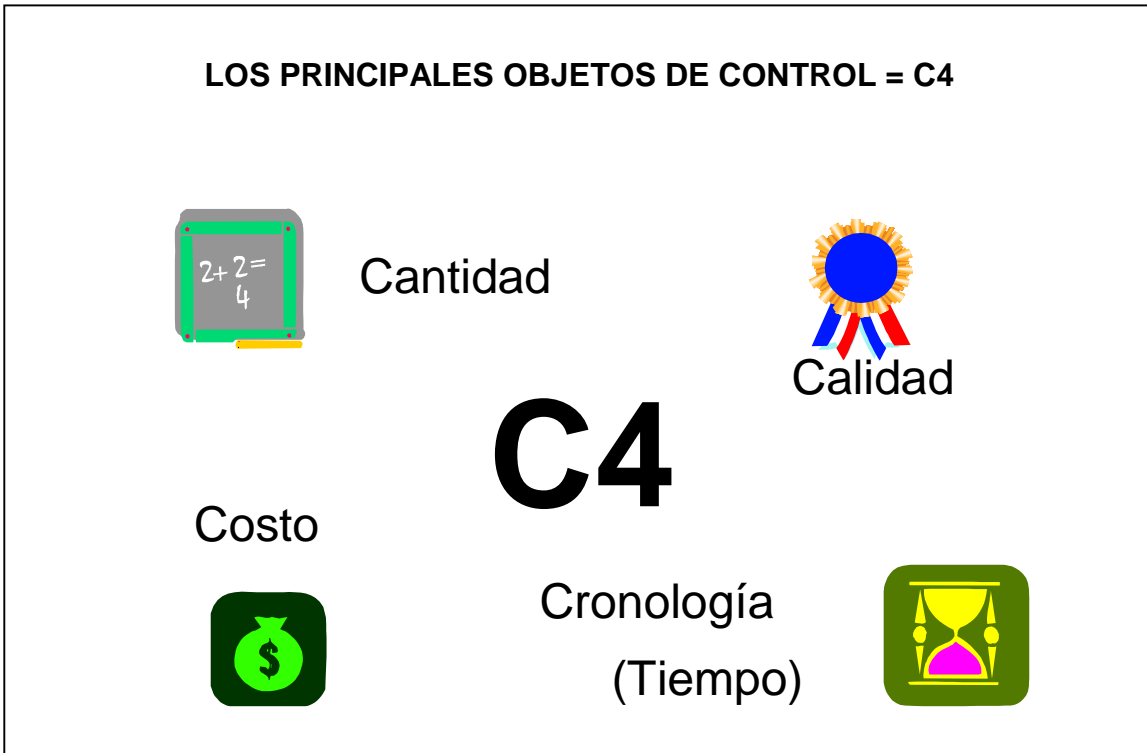 LOS PRINCIPALES OBJETOS DE CONTROL = C4
2+2=
4
Cantidad
Calidad
C4
Costo
$
Cronología
(Tiempo)